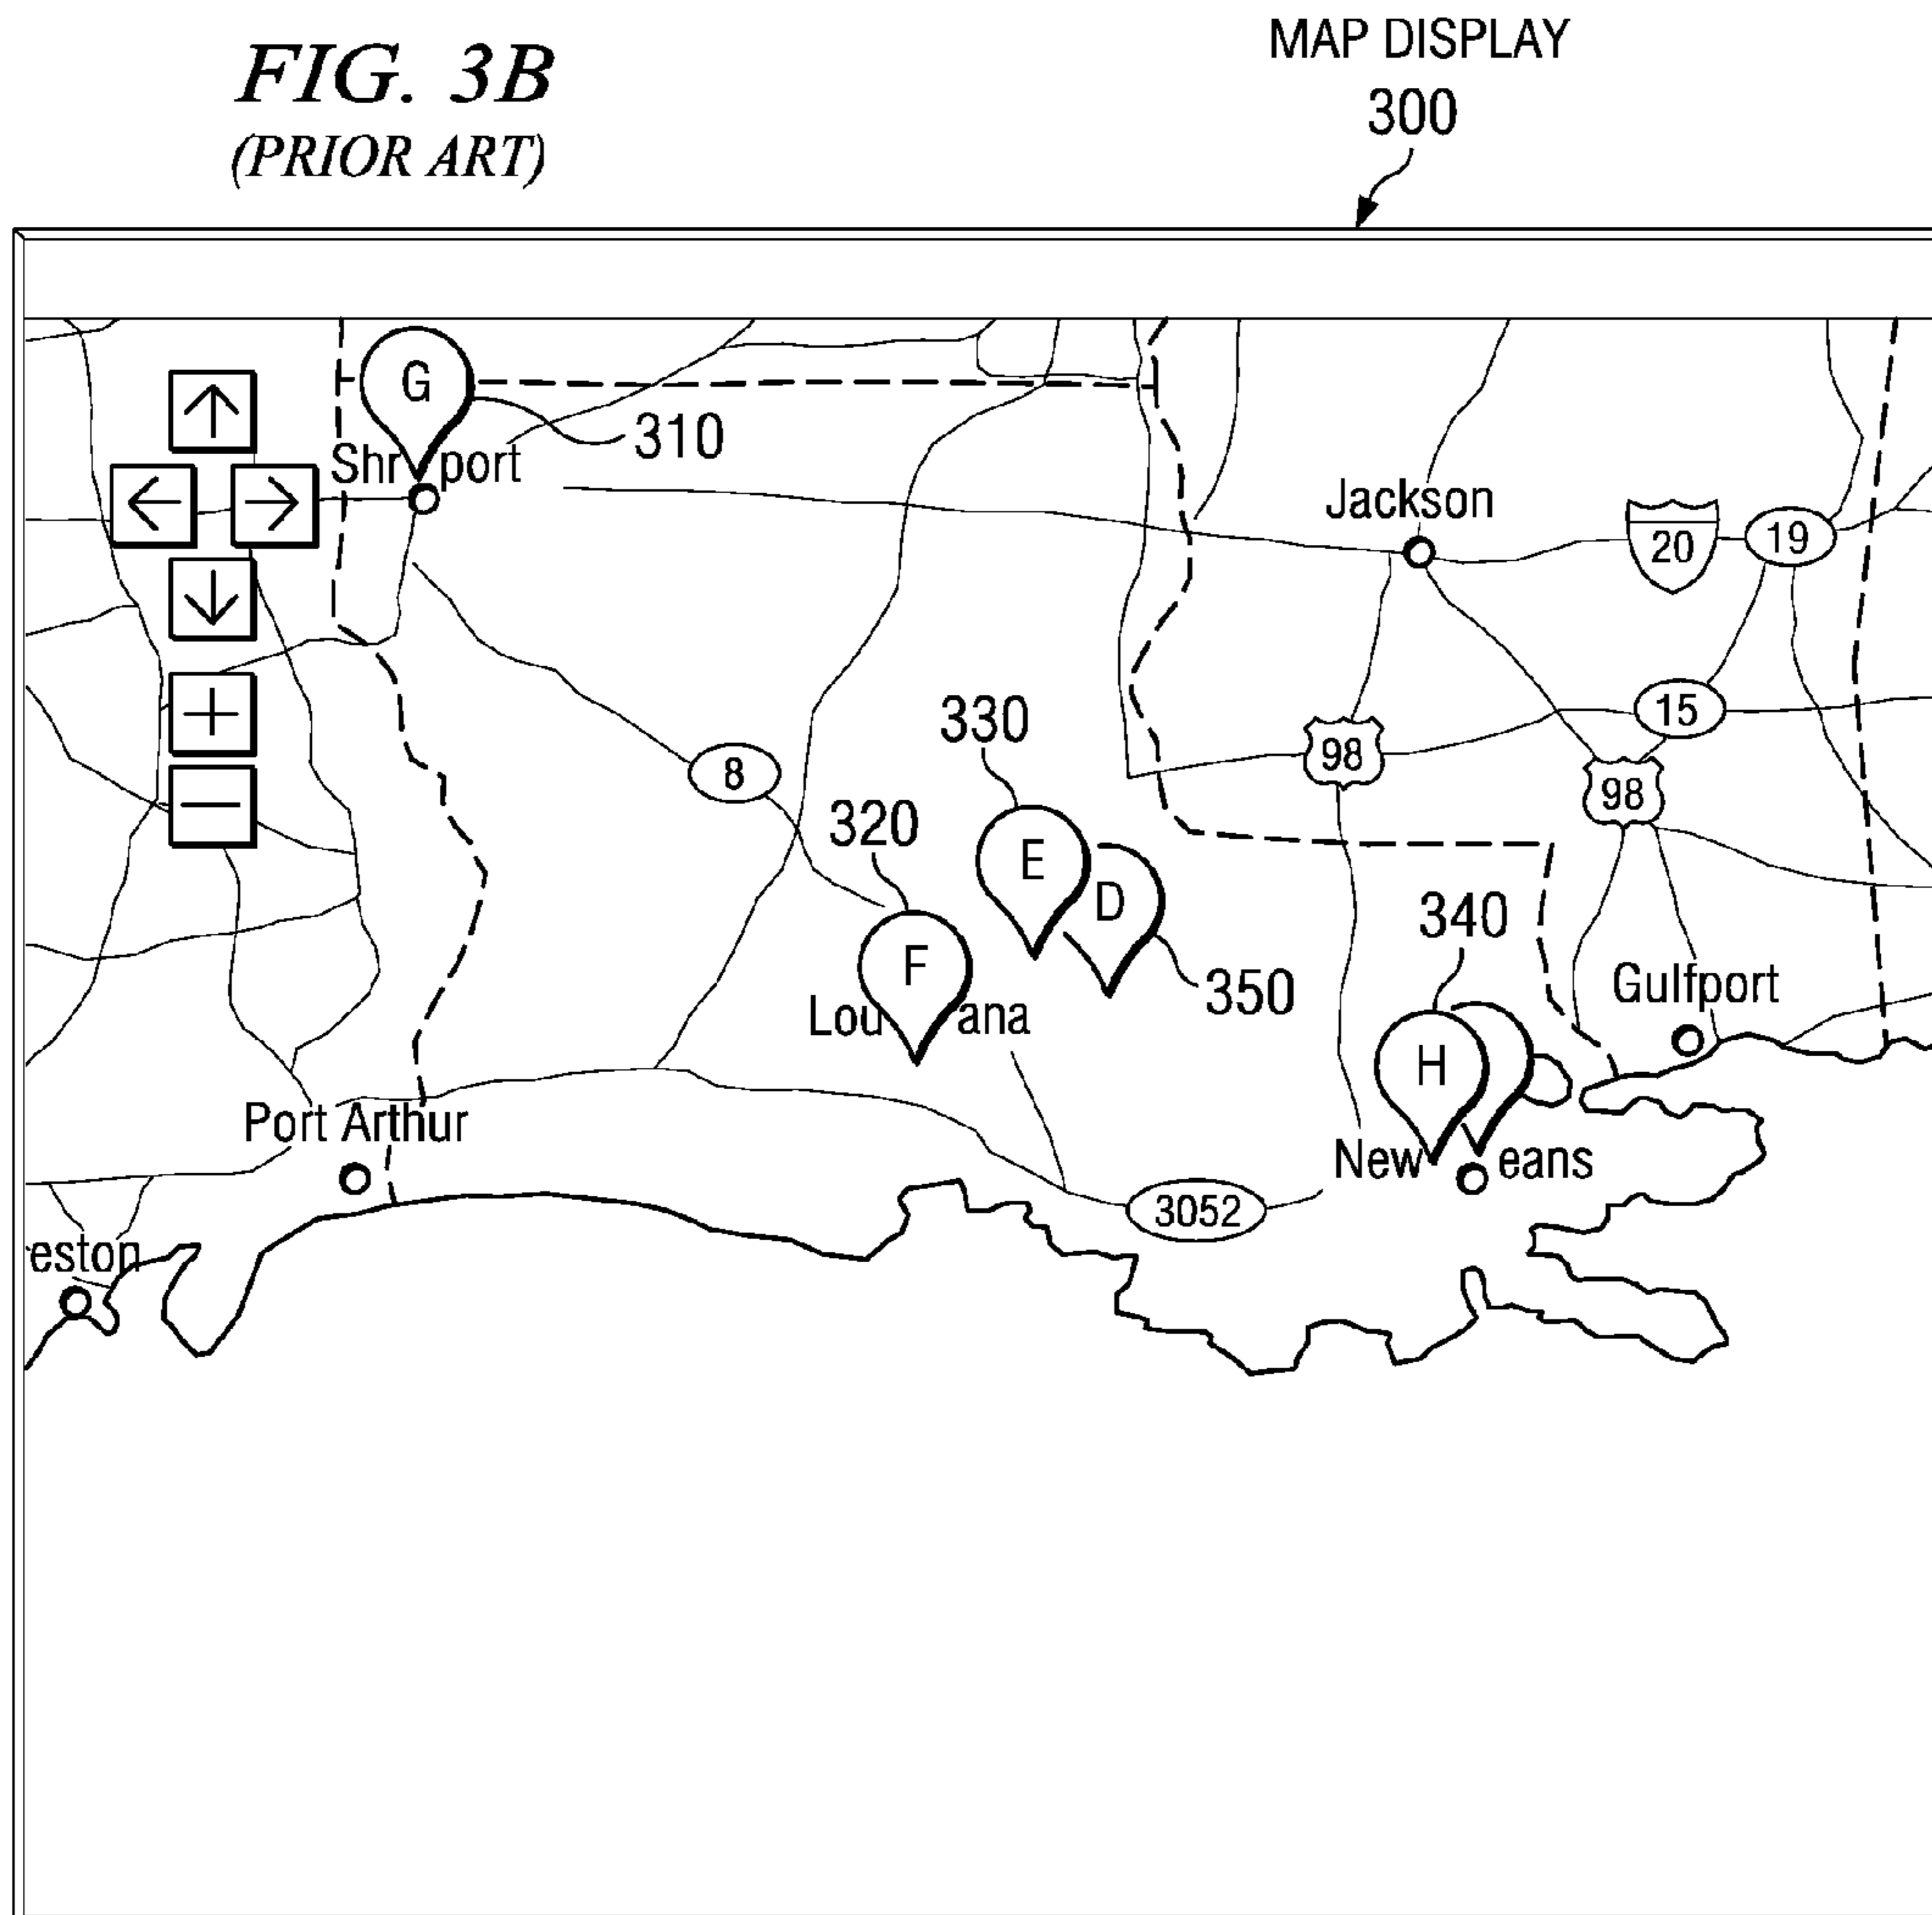 FIG. 3B
(PRIOR ART)
MAP DISPLAY
300
G
310
Shr port
Jackson
20
19
15
330
98
8
98
320
E
D
340
F
350
Gulfport
Lou ana
H
Port Arthur
New eans
3052
eston